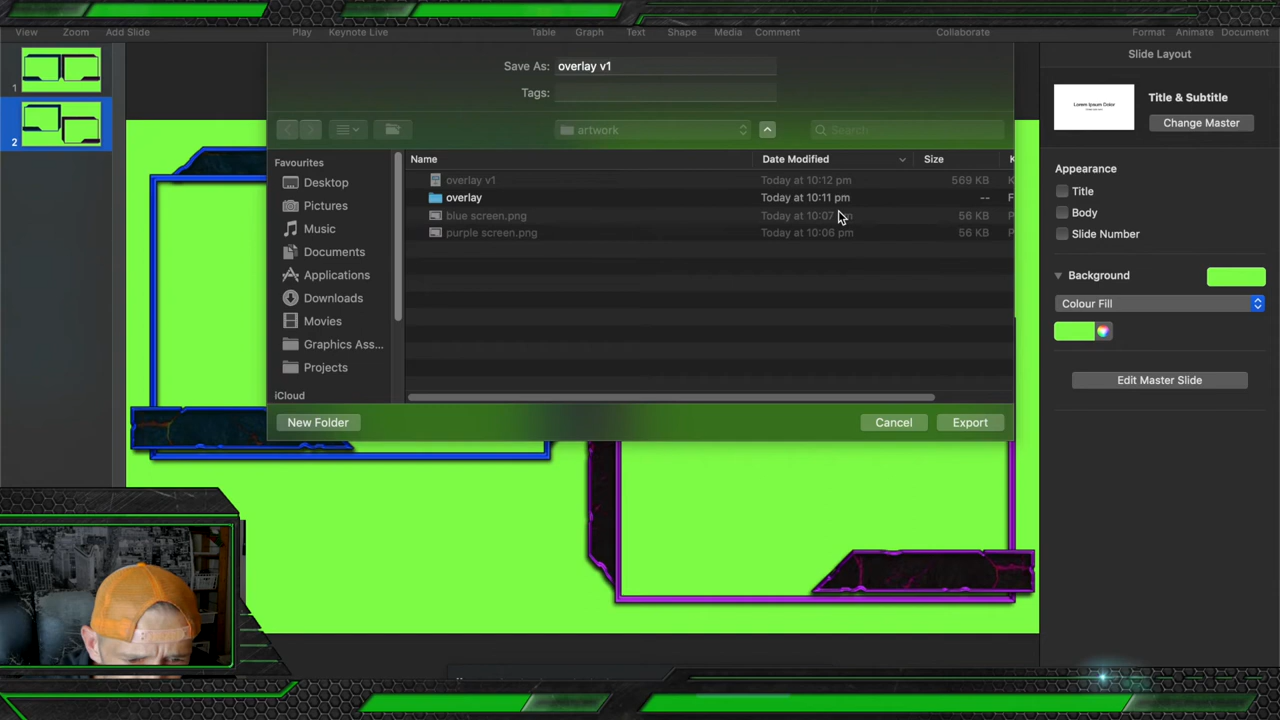 View Zoom Add Slide Play Keynote Live Table Graph Text Shape Media Comment Collaborate Format Animate Document
1
2
Save As: overlay v1
Tags:
artwork
Search
Favourites
Desktop
Pictures
Music
Documents
Applications
Downloads
Movies
Graphics Ass...
Projects
iCloud
Name Date Modified Size K
overlay v1 Today at 10:12 pm 569 KB K
overlay Today at 10:11 pm -- F
blue screen.png Today at 10:07 pm 56 KB P
purple screen.png Today at 10:06 pm 56 KB P
New Folder Cancel Export
Slide Layout
Lorem Ipsum Dolor
Title & Subtitle
Change Master
Appearance
Title
Body
Slide Number
Background
Colour Fill
Edit Master Slide